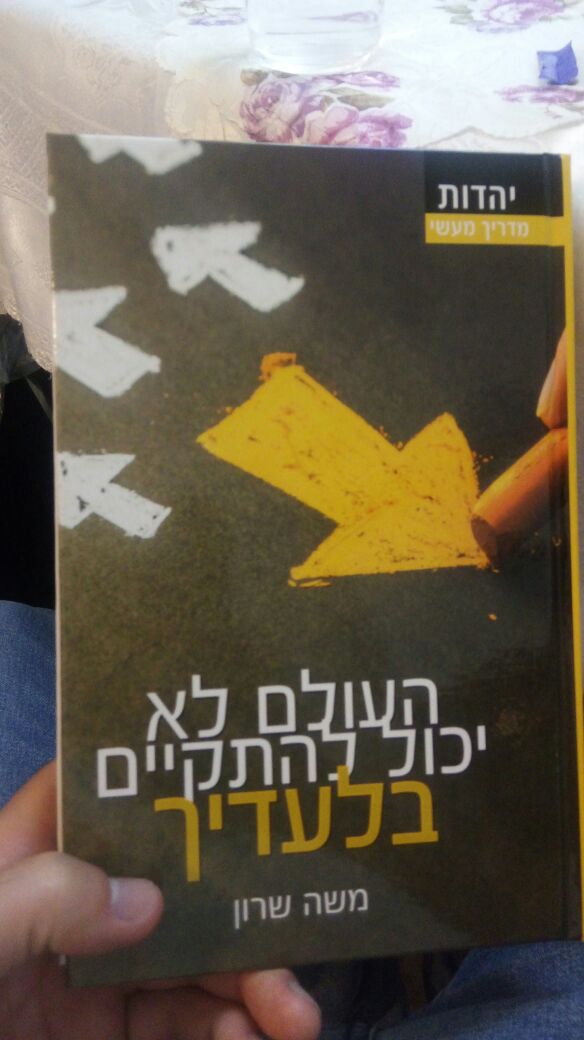 יהדות
מדריך מעשי
העולם לא
יכול להתקיים
בלעדיך
משה שרון